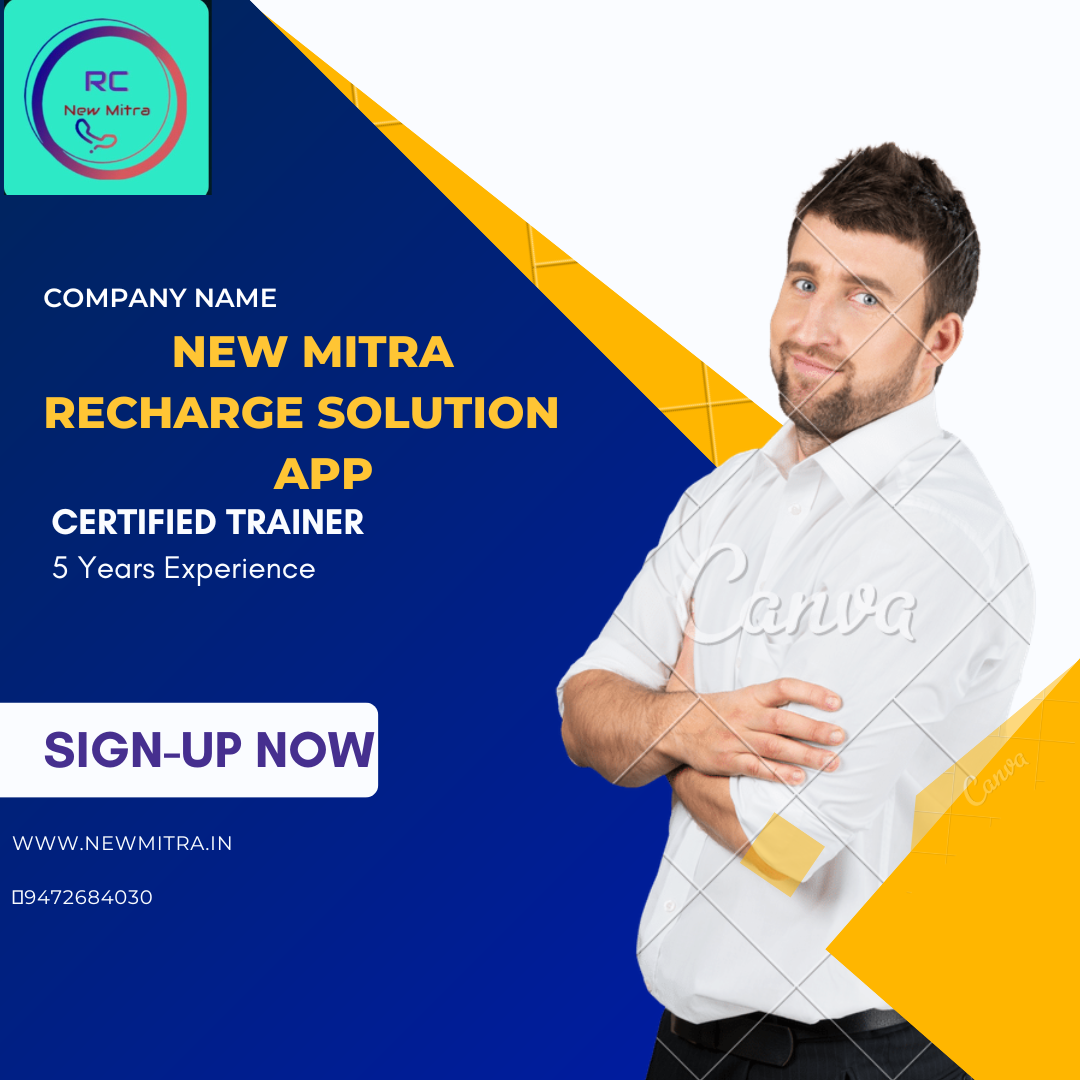 RC
New Mitra
COMPANY NAME
NEW MITRA
RECHARGE SOLUTION
APP
CERTIFIED TRAINER
5 Years Experience
Canva
SIGN-UP NOW
Canva
WWW.NEWMITRA.IN
9472684030